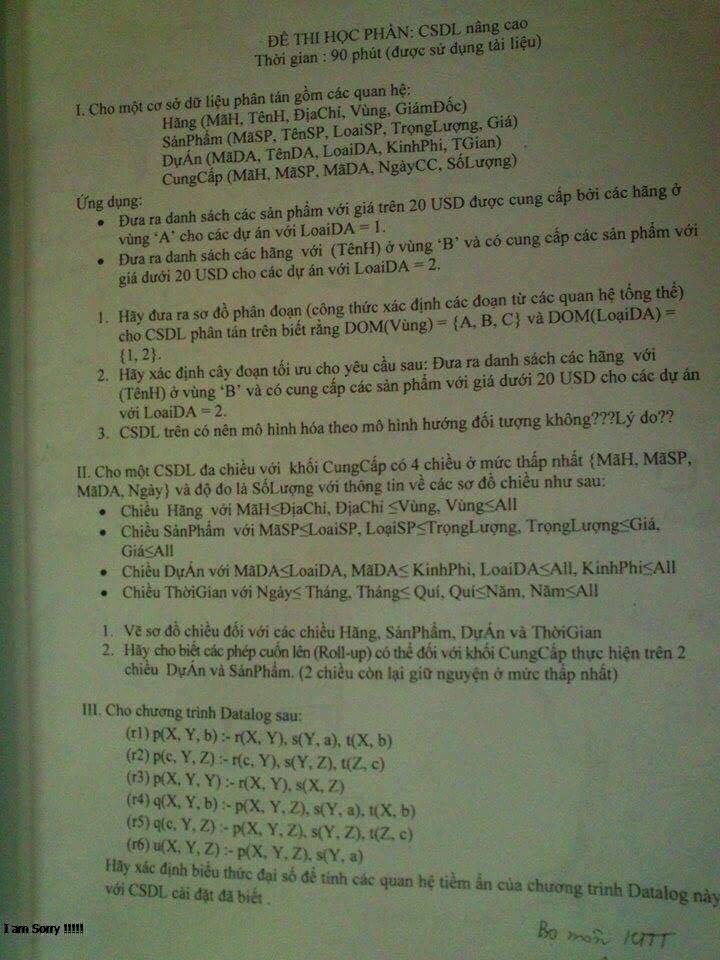 ĐỀ THI HỌC PHẦN: CSDL nâng cao
Thời gian : 90 phút (được sử dụng tài liệu)
I. Cho một cơ sở dữ liệu phân tán gồm các quan hệ:
Hãng (MãH, TênH, ĐịaChỉ, Vùng, GiámĐốc)
SảnPhẩm (MãSP, TênSP, LoaiSP, TrọngLượng, Giá)
DựÁn (MãDA, TênDA, LoaiDA, KinhPhí, TGian)
CungCấp (MãH, MãSP, MãDA, NgàyCC, SốLượng)
Ứng dụng:
• Đưa ra danh sách các sản phẩm với giá trên 20 USD được cung cấp bởi các hãng ở
vùng ‘A’ cho các dự án với LoaiDA = 1.
• Đưa ra danh sách các hãng với (TênH) ở vùng ‘B’ và có cung cấp các sản phẩm với
giá dưới 20 USD cho các dự án với LoaiDA = 2.
1. Hãy đưa ra sơ đồ phân đoạn (công thức xác định các đoạn từ các quan hệ tổng thể)
cho CSDL phân tán trên biết rằng DOM(Vùng) = {A, B, C} và DOM(LoạiDA) =
{1, 2}.
2. Hãy xác định cây đoạn tối ưu cho yêu cầu sau: Đưa ra danh sách các hãng với
(TênH) ở vùng ‘B’ và có cung cấp các sản phẩm với giá dưới 20 USD cho các dự án
với LoaiDA = 2.
3. CSDL trên có nên mô hình hóa theo mô hình hướng đối tượng không???Lý do??
II. Cho một CSDL đa chiều với khối CungCấp có 4 chiều ở mức thấp nhất {MãH, MãSP,
MãDA, Ngày} và độ đo là SốLượng với thông tin về các sơ đồ chiều như sau:
• Chiều Hãng với MãH≤ĐịaChỉ, ĐịaChỉ ≤Vùng, Vùng≤All
• Chiều SảnPhẩm với MãSP≤LoaiSP, LoạiSP≤TrọngLượng, TrọngLượng≤Giá,
Giá≤All
• Chiều DựÁn với MãDA≤LoaiDA, MãDA≤ KinhPhí, LoaiDA≤All, KinhPhí≤All
• Chiều ThờiGian với Ngày≤ Tháng, Tháng≤ Quí, Quí≤Năm, Năm≤All
1. Vẽ sơ đồ chiều đối với các chiều Hãng, SảnPhẩm, DựÁn và ThờiGian
2. Hãy cho biết các phép cuốn lên (Roll-up) có thể đối với khối CungCấp thực hiện trên 2
chiều DựÁn và SảnPhẩm. (2 chiều còn lại giữ nguyện ở mức thấp nhất)
III. Cho chương trình Datalog sau:
(r1) p(X, Y, b) :- r(X, Y), s(Y, a), t(X, b)
(r2) p(c, Y, Z) :- r(c, Y), s(Y, Z), t(Z, c)
(r3) p(X, Y, Y) :- r(X, Y), s(X, Z)
(r4) q(X, Y, b) :- p(X, Y, Z), s(Y, a), t(X, b)
(r5) q(c, Y, Z) :- p(X, Y, Z), s(Y, Z), t(Z, c)
(r6) u(X, Y, Z) :- p(X, Y, Z), s(Y, a)
Hãy xác định biểu thức đại số để tính các quan hệ tiềm ẩn của chương trình Datalog này
với CSDL cài đặt đã biết .
I am Sorry !!!!!
Bộ môn KTTT